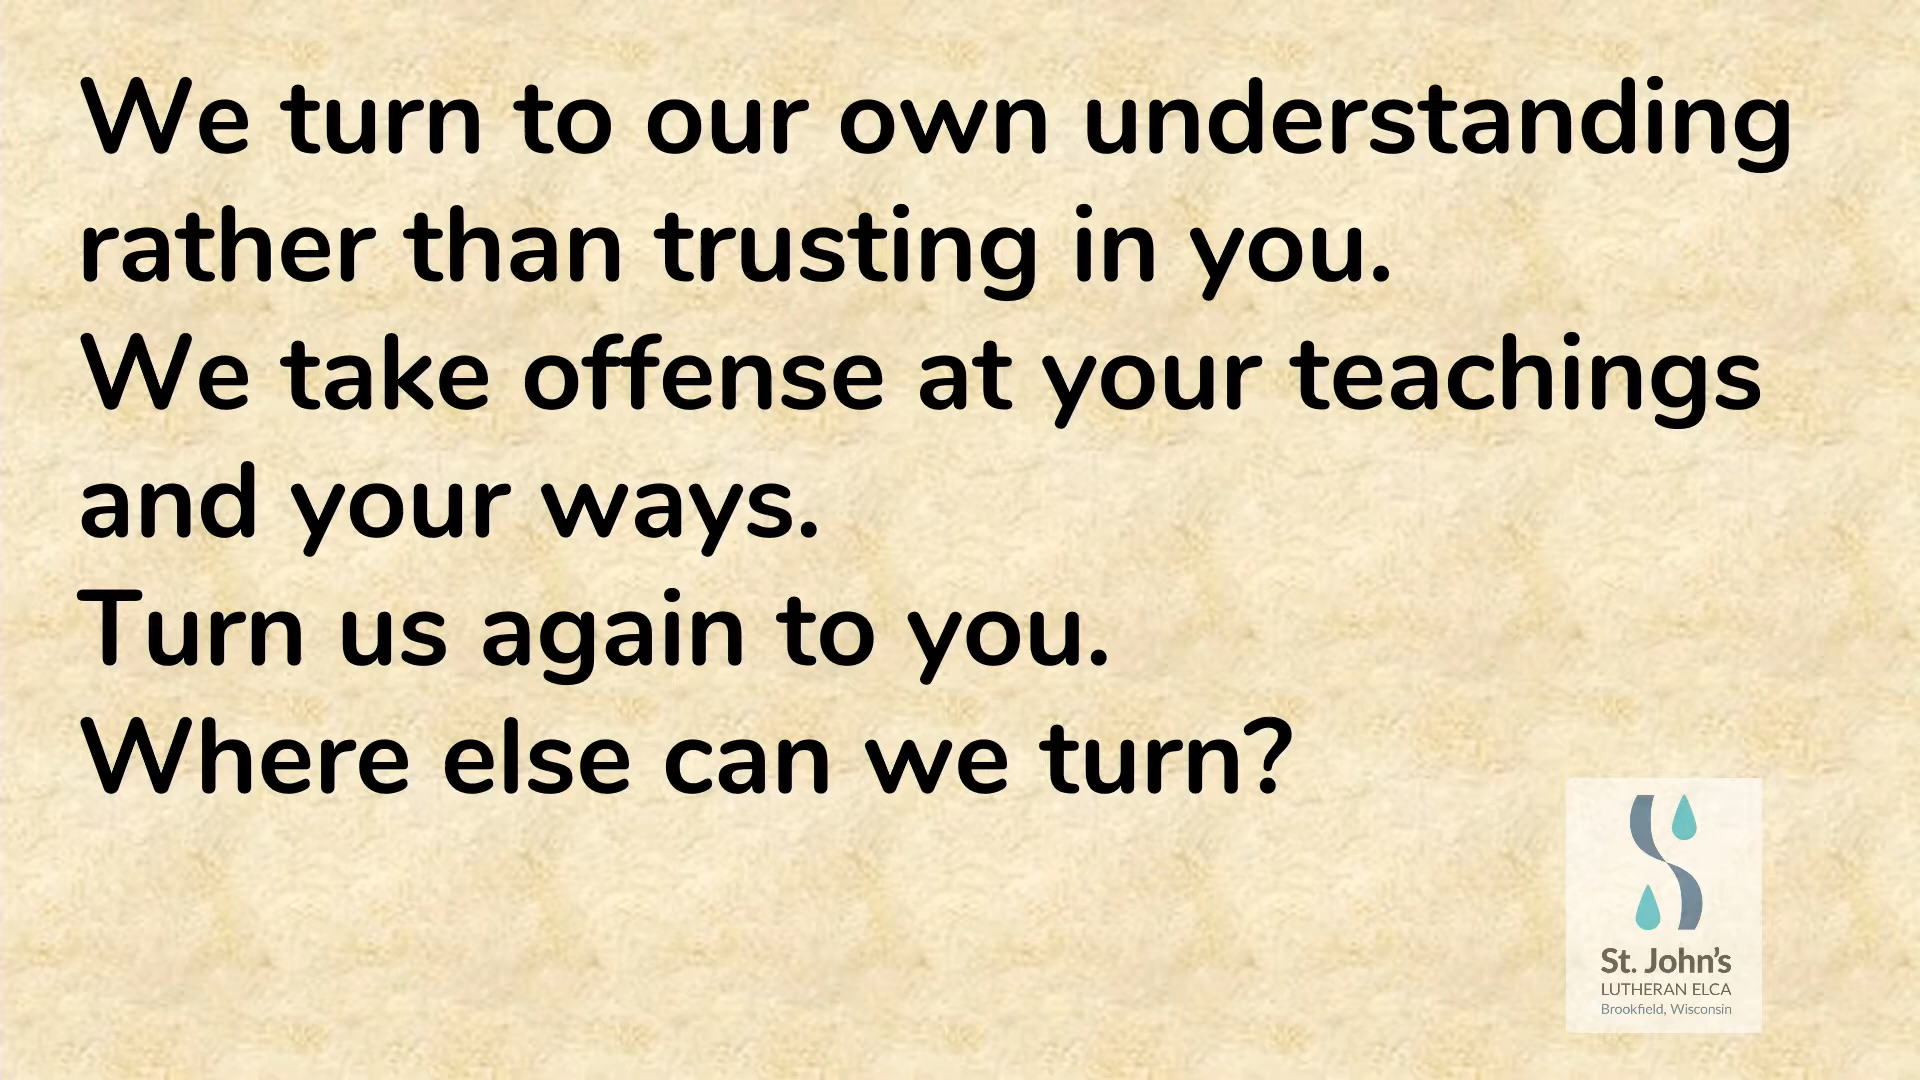 We turn to our own understanding
rather than trusting in you.
We take offense at your teachings
and your ways.
Turn us again to you.
Where else can we turn?
St. John's
LUTHERAN ELCA
Brookfield, Wisconsin